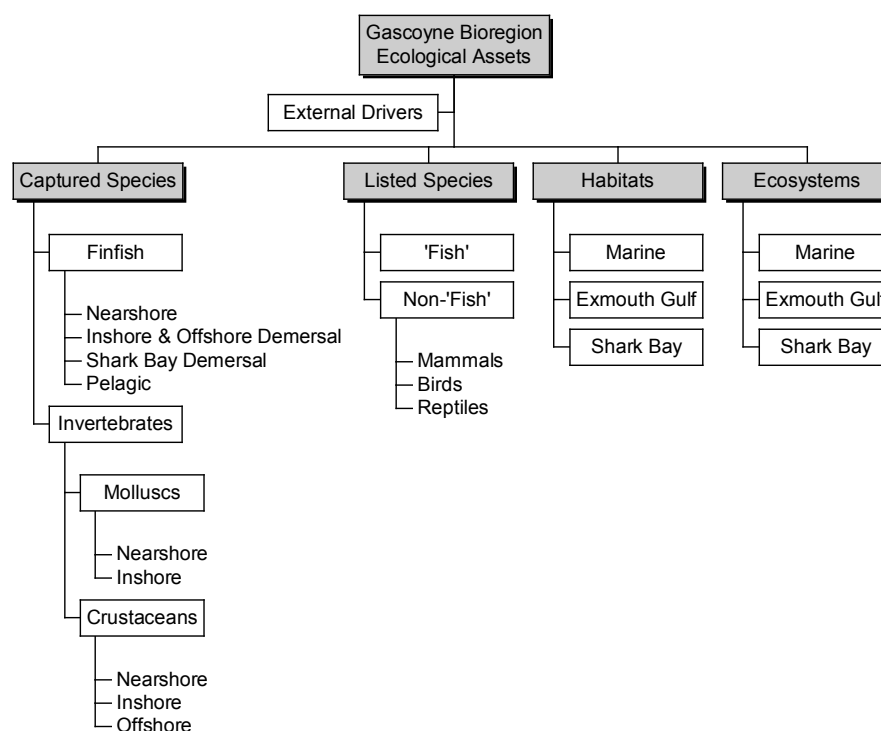 Gascoyne Bioregion
Ecological Assets
External Drivers
Captured Species
Finfish
Nearshore
Inshore & Offshore Demersal
Shark Bay Demersal
Pelagic
Invertebrates
Molluscs
Nearshore
Inshore
Crustaceans
Nearshore
Inshore
Offshore
Listed Species
'Fish'
Non-'Fish'
Mammals
Birds
Reptiles
Habitats
Marine
Exmouth Gulf
Shark Bay
Ecosystems
Marine
Exmouth Gulf
Shark Bay